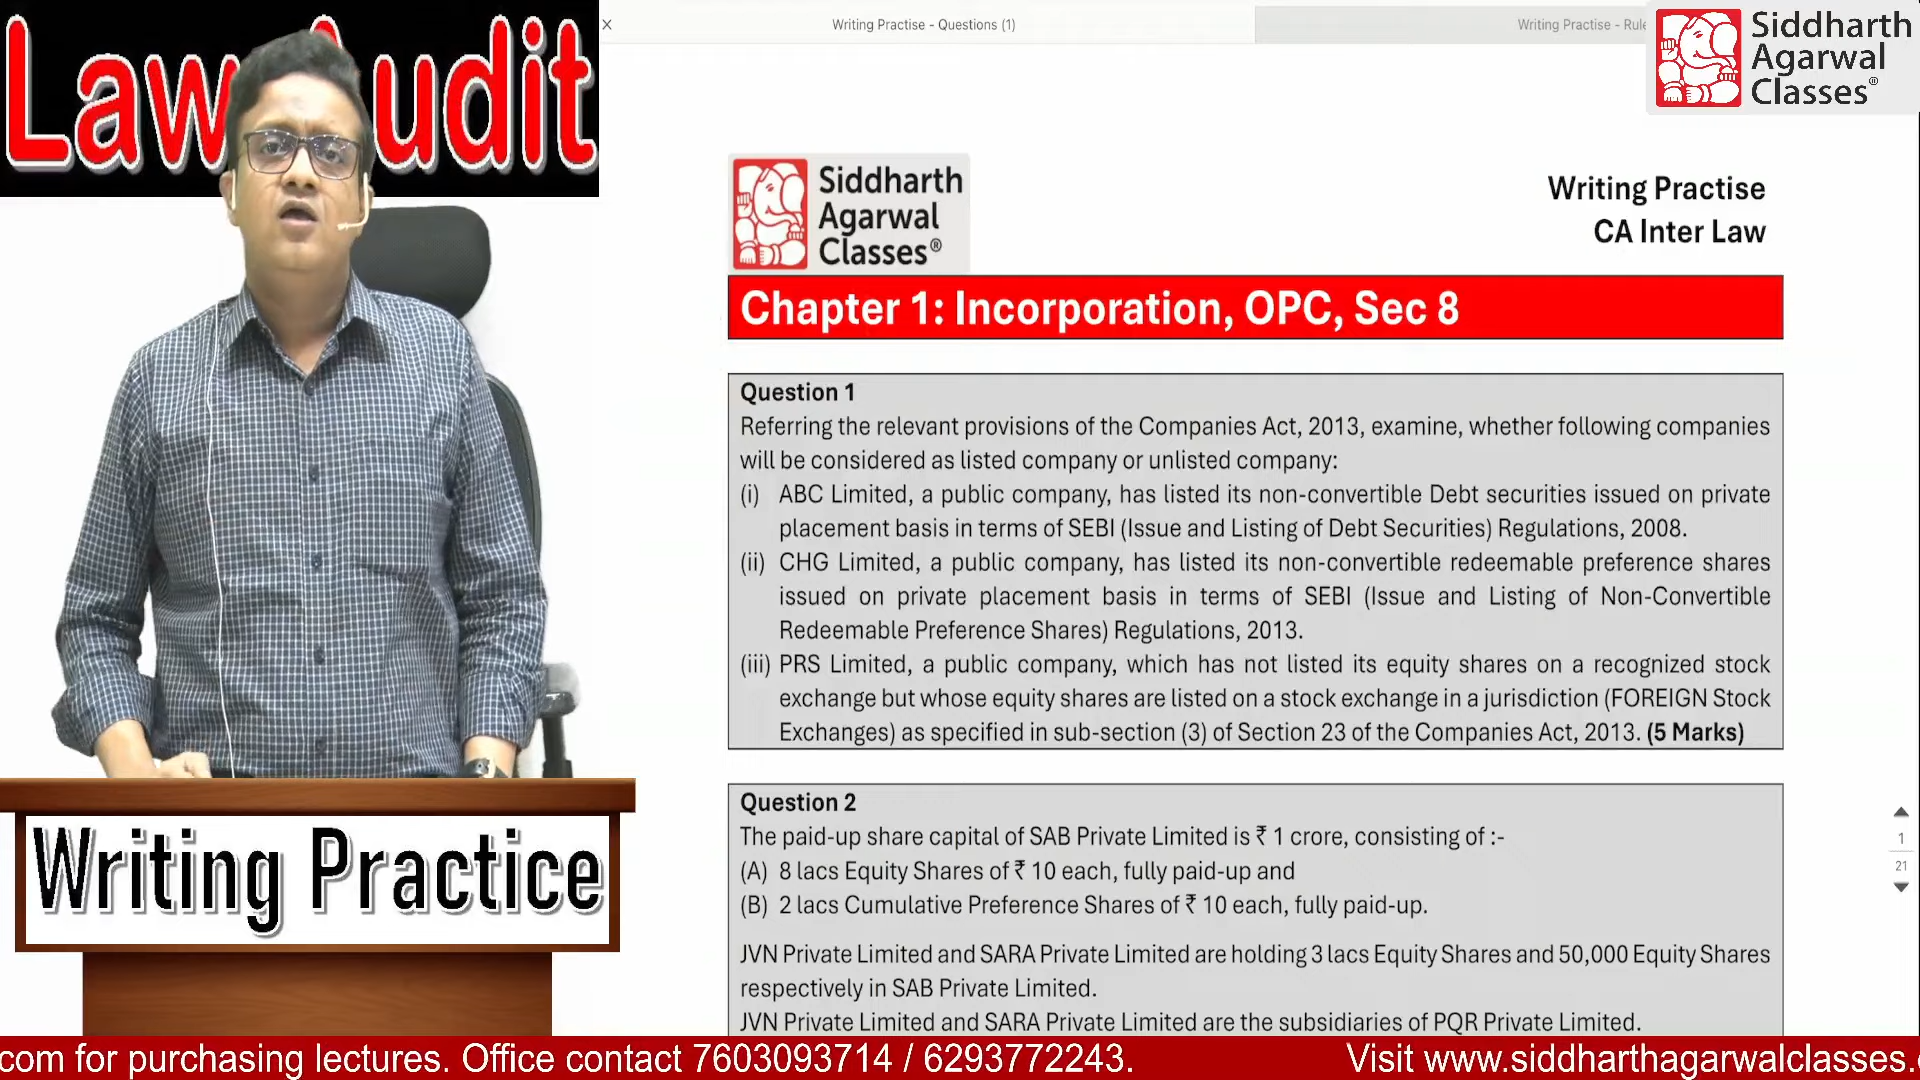 Law Audit
Writing Practise - Questions (1)
Writing Practise - Rule
Siddharth
Agarwal
Classes®
Siddharth
Agarwal
Classes®
Writing Practise
CA Inter Law
Chapter 1: Incorporation, OPC, Sec 8
Question 1
Referring the relevant provisions of the Companies Act, 2013, examine, whether following companies
will be considered as listed company or unlisted company:
(i) ABC Limited, a public company, has listed its non-convertible Debt securities issued on private
placement basis in terms of SEBI (Issue and Listing of Debt Securities) Regulations, 2008.
(ii) CHG Limited, a public company, has listed its non-convertible redeemable preference shares
issued on private placement basis in terms of SEBI (Issue and Listing of Non-Convertible
Redeemable Preference Shares) Regulations, 2013.
(iii) PRS Limited, a public company, which has not listed its equity shares on a recognized stock
exchange but whose equity shares are listed on a stock exchange in a jurisdiction (FOREIGN Stock
Exchanges) as specified in sub-section (3) of Section 23 of the Companies Act, 2013. (5 Marks)
Question 2
The paid-up share capital of SAB Private Limited is ₹ 1 crore, consisting of :-
(A) 8 lacs Equity Shares of ₹ 10 each, fully paid-up and
(B) 2 lacs Cumulative Preference Shares of ₹ 10 each, fully paid-up.
JVN Private Limited and SARA Private Limited are holding 3 lacs Equity Shares and 50,000 Equity Shares
respectively in SAB Private Limited.
JVN Private Limited and SARA Private Limited are the subsidiaries of PQR Private Limited.
1
21
Writing Practice
.com for purchasing lectures. Office contact 7603093714 / 6293772243. Visit www.siddharthagarwalclasses.c